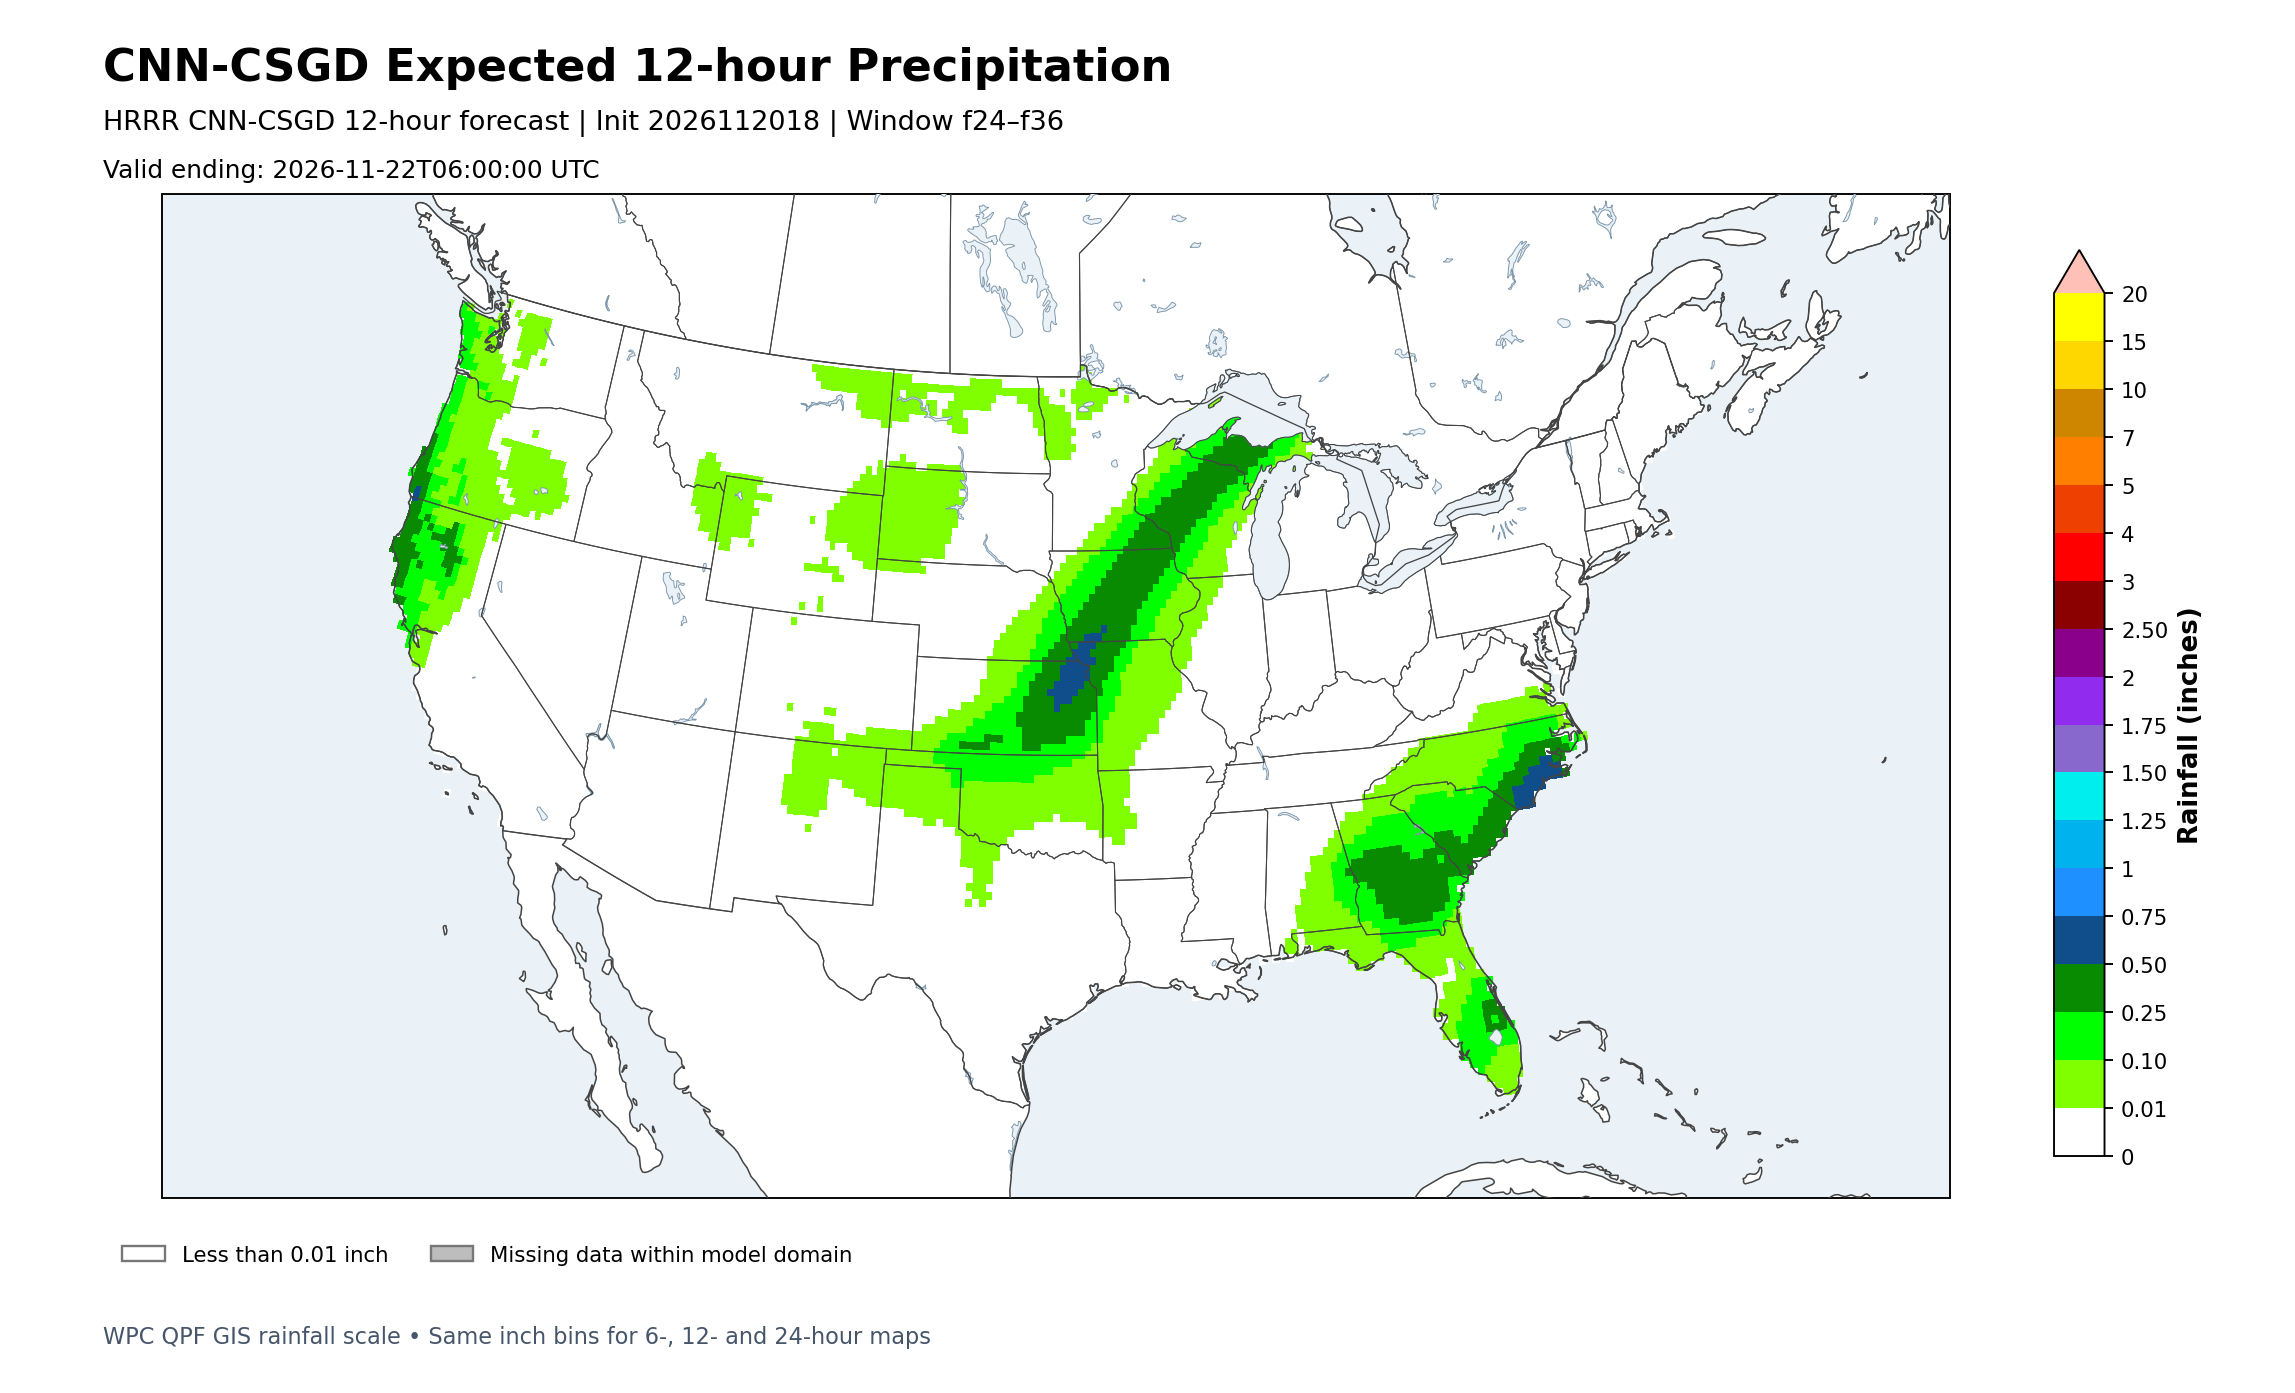 CNN-CSGD Expected 12-hour Precipitation
HRRR CNN-CSGD 12-hour forecast | Init 2026112018 | Window f24–f36
Valid ending: 2026-11-22T06:00:00 UTC
20
15
10
7
5
4
3
2.50
2
1.75
1.50
1.25
1
0.75
0.50
0.25
0.10
0.01
0
Rainfall (inches)
Less than 0.01 inch
Missing data within model domain
WPC QPF GIS rainfall scale • Same inch bins for 6-, 12- and 24-hour maps